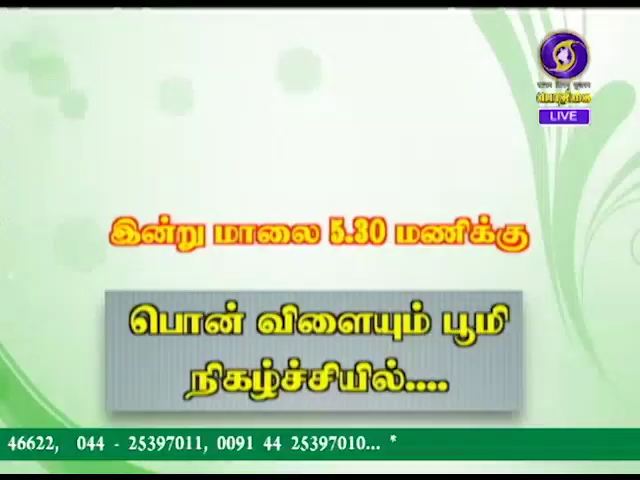 பொதிகை
LIVE
இன்று மாலை 5.30 மணிக்கு
பொன் விளையும் பூமி
நிகழ்ச்சியில்....
46622, 044 - 25397011, 0091 44 25397010... *